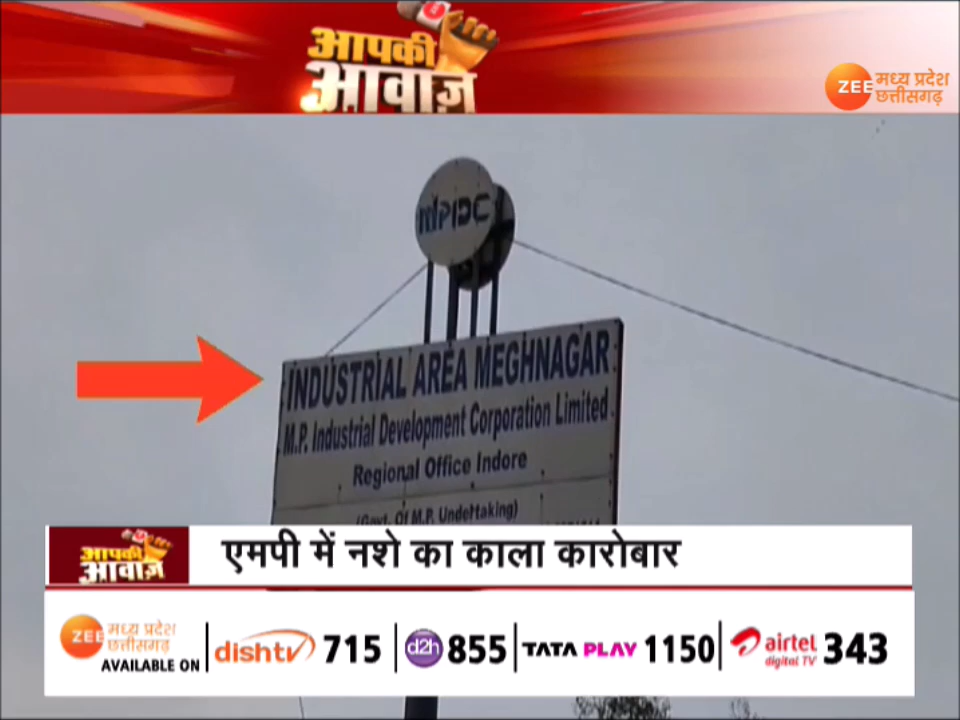 आपकी
आवाज़
ZEE मध्य प्रदेश
छत्तीसगढ़
MPIDC
INDUSTRIAL AREA MEGHNAGAR
M.P. Industrial Development Corporation Limited
Regional Office Indore
(Govt. Of M.P. Undertaking)
आपकी
आवाज़
एमपी में नशे का काला कारोबार
ZEE मध्य प्रदेश
छत्तीसगढ़
AVAILABLE ON
dishtv 715
d2h 855
TATA PLAY 1150
airtel
digital TV
343